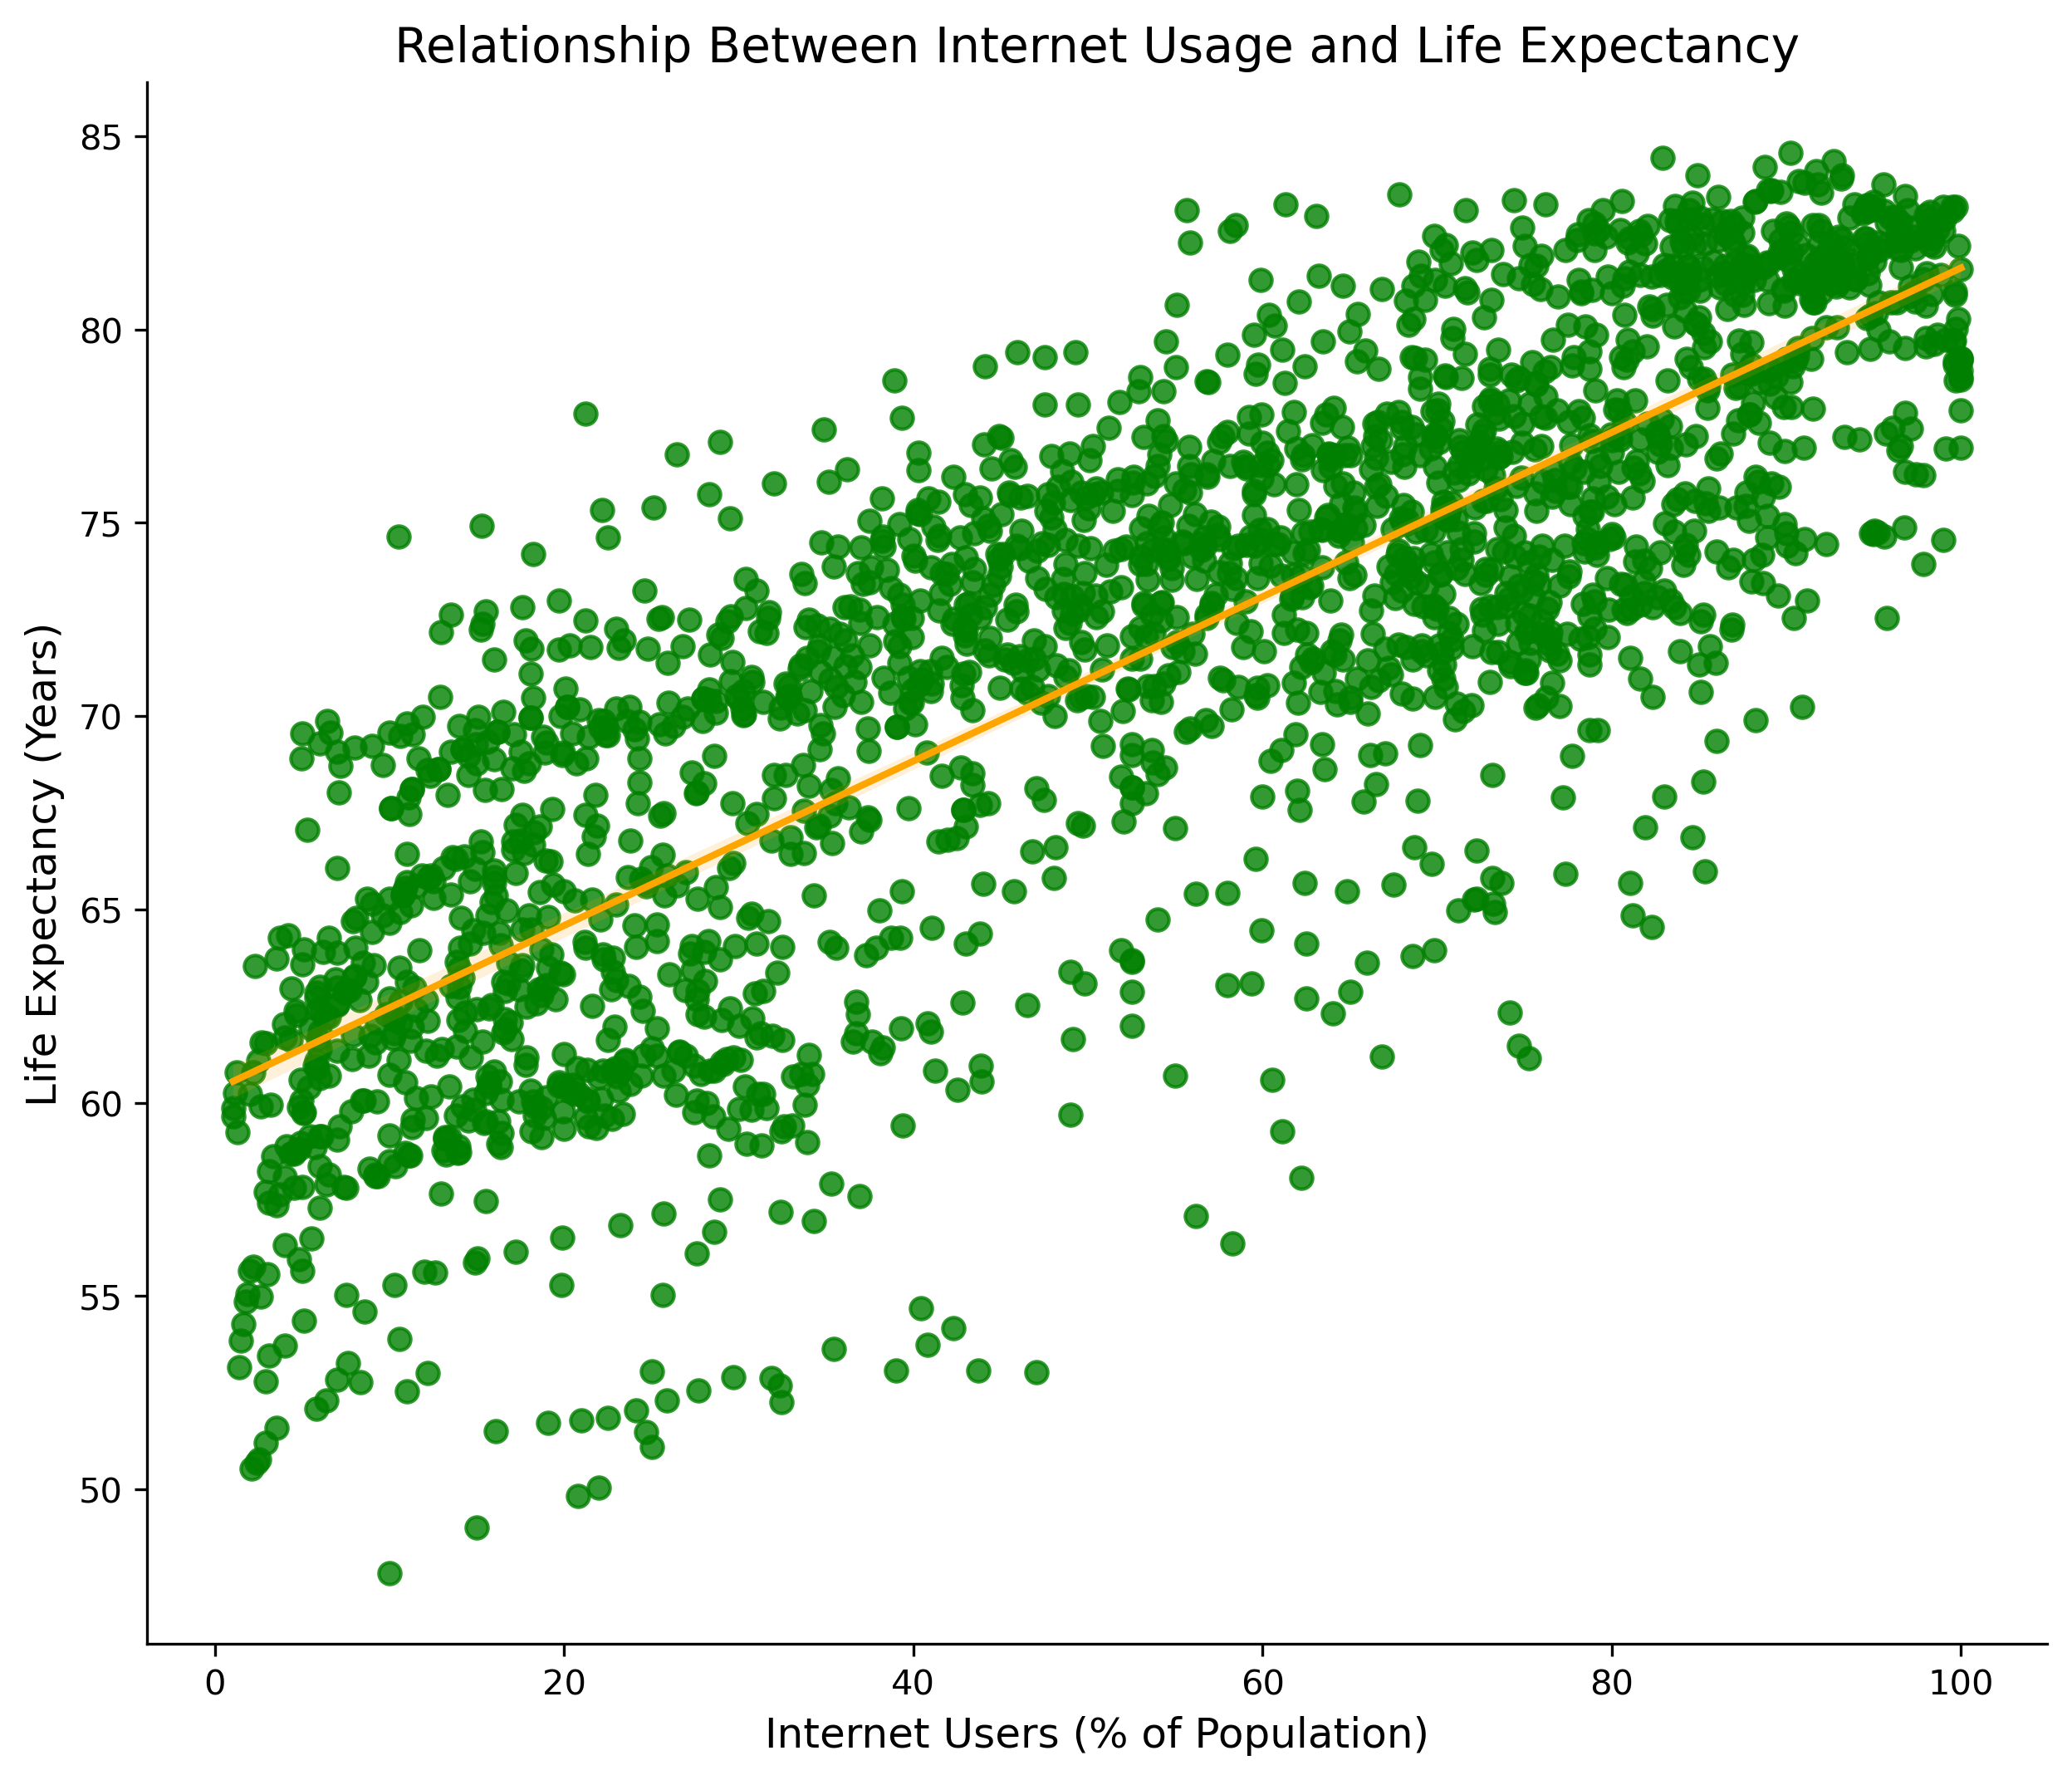 Relationship Between Internet Usage and Life Expectancy
Life Expectancy (Years)
85
80
75
70
65
60
55
50
0 20 40 60 80 100
Internet Users (% of Population)